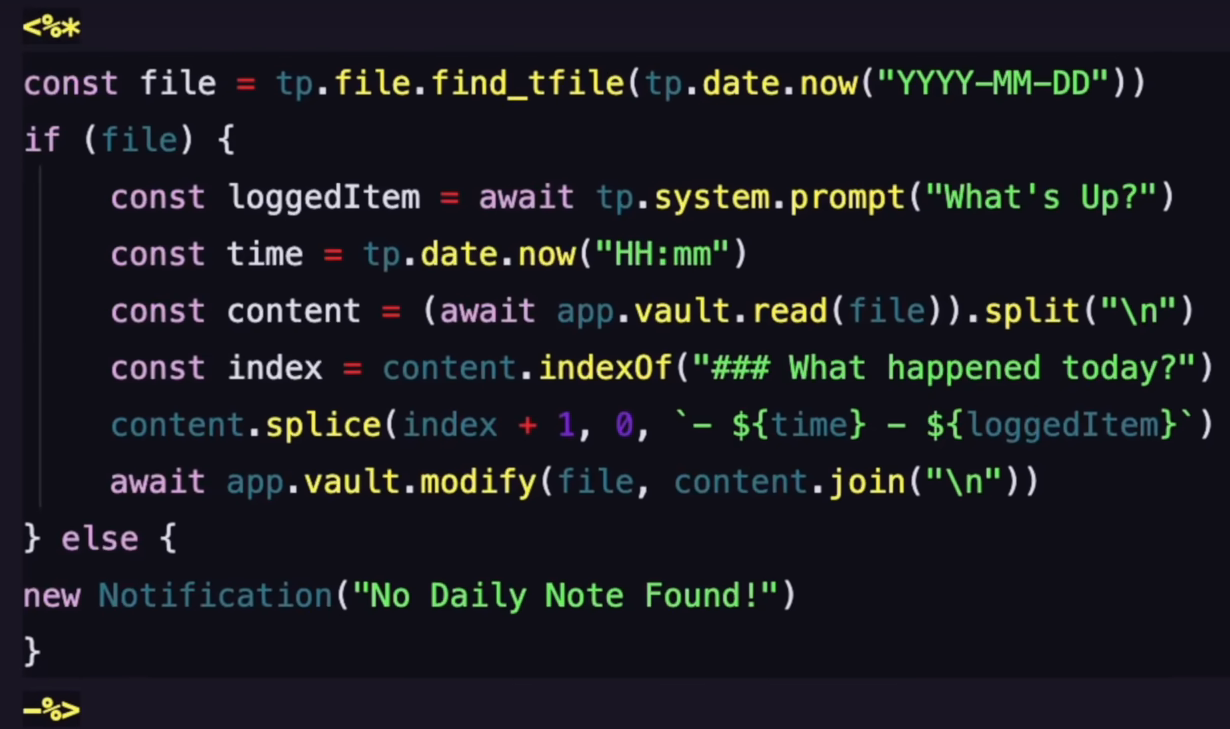 <%*
const file = tp.file.find_tfile(tp.date.now("YYYY-MM-DD"))
if (file) {
    const loggedItem = await tp.system.prompt("What's Up?")
    const time = tp.date.now("HH:mm")
    const content = (await app.vault.read(file)).split("\n")
    const index = content.indexOf("### What happened today?")
    content.splice(index + 1, 0, `- ${time} - ${loggedItem}`)
    await app.vault.modify(file, content.join("\n"))
} else {
new Notification("No Daily Note Found!")
}
-%>